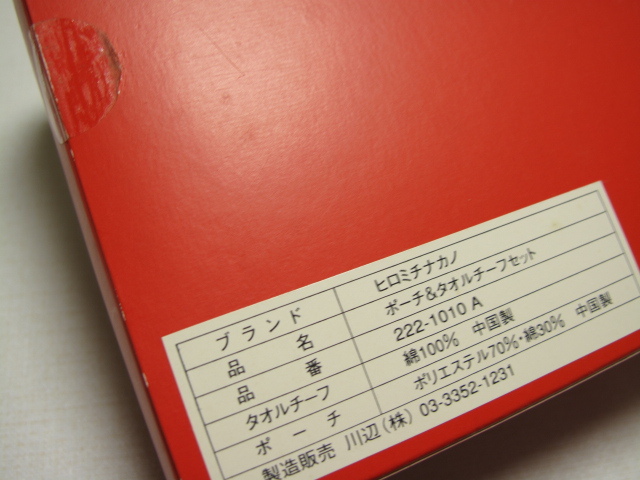 ブランド ヒロミチナカノ
品名 ポーチ&タオルチーフセット
品番 222-1010 A
タオルチーフ 綿100% 中国製
ポーチ ポリエステル70%・綿30% 中国製
製造販売 川辺(株) 03-3352-1231